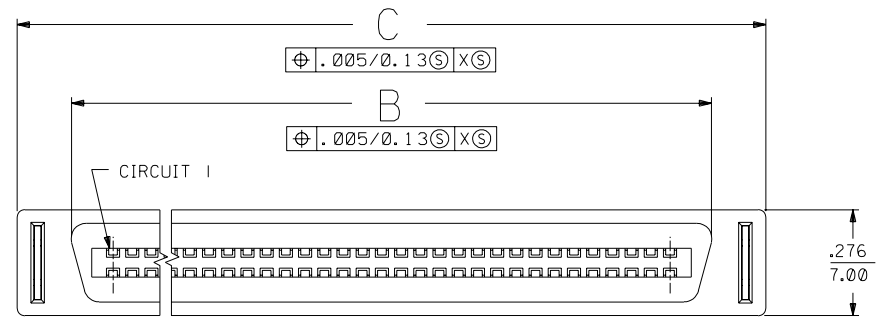 C
⌖ .005/0.13Ⓢ XⓈ
B
⌖ .005/0.13Ⓢ XⓈ
CIRCUIT 1
.276
7.00